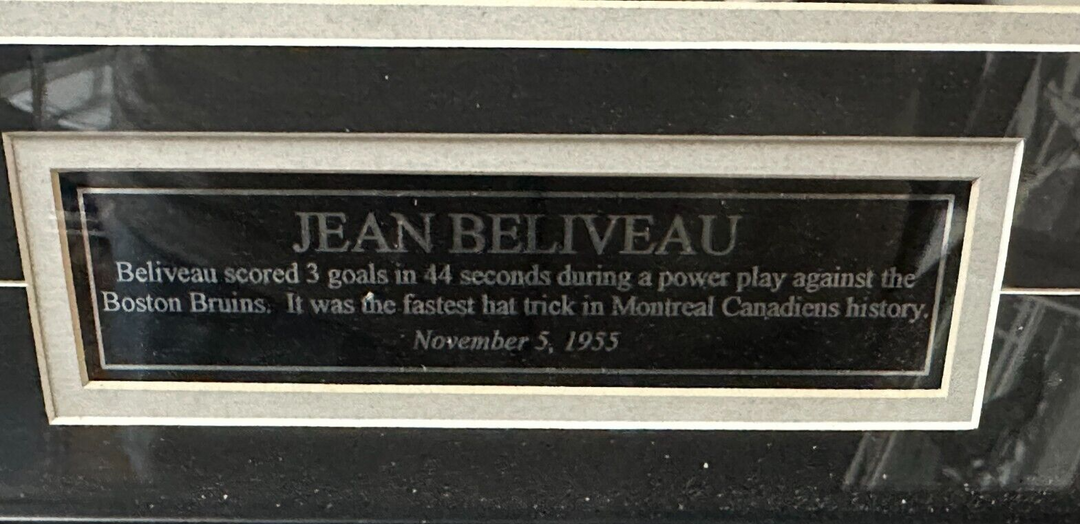 JEAN BELIVEAU
Beliveau scored 3 goals in 44 seconds during a power play against the
Boston Bruins. It was the fastest hat trick in Montreal Canadiens history.
November 5, 1955